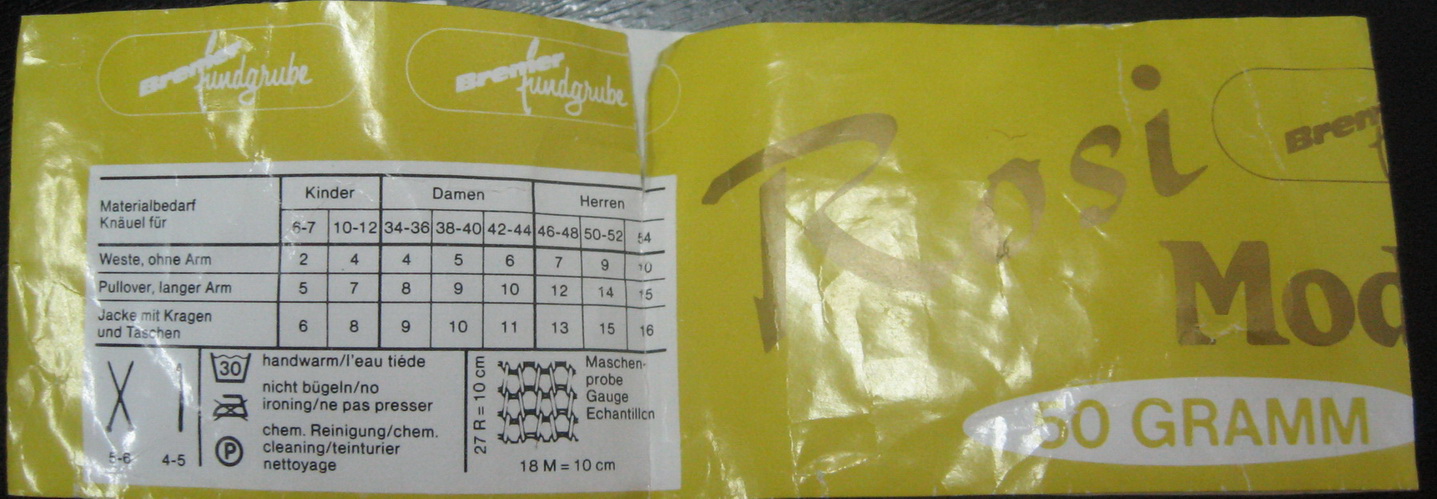 Bremer fundgrube
Bremer fundgrube
Materialbedarf
Knäuel für
Kinder Damen Herren
6-7 10-12 34-36 38-40 42-44 46-48 50-52 54
Weste, ohne Arm 2 4 4 5 6 7 9 10
Pullover, langer Arm 5 7 8 9 10 12 14 15
Jacke mit Kragen
und Taschen 6 8 9 10 11 13 15 16
5-6 4-5
30 handwarm/l'eau tiéde
nicht bügeln/no
ironing/ne pas presser
P chem. Reinigung/chem.
cleaning/teinturier
nettoyage
27 R = 10 cm
18 M = 10 cm
Maschen-
probe
Gauge
Echantillon
Rosi
Mod
Brem
50 GRAMM